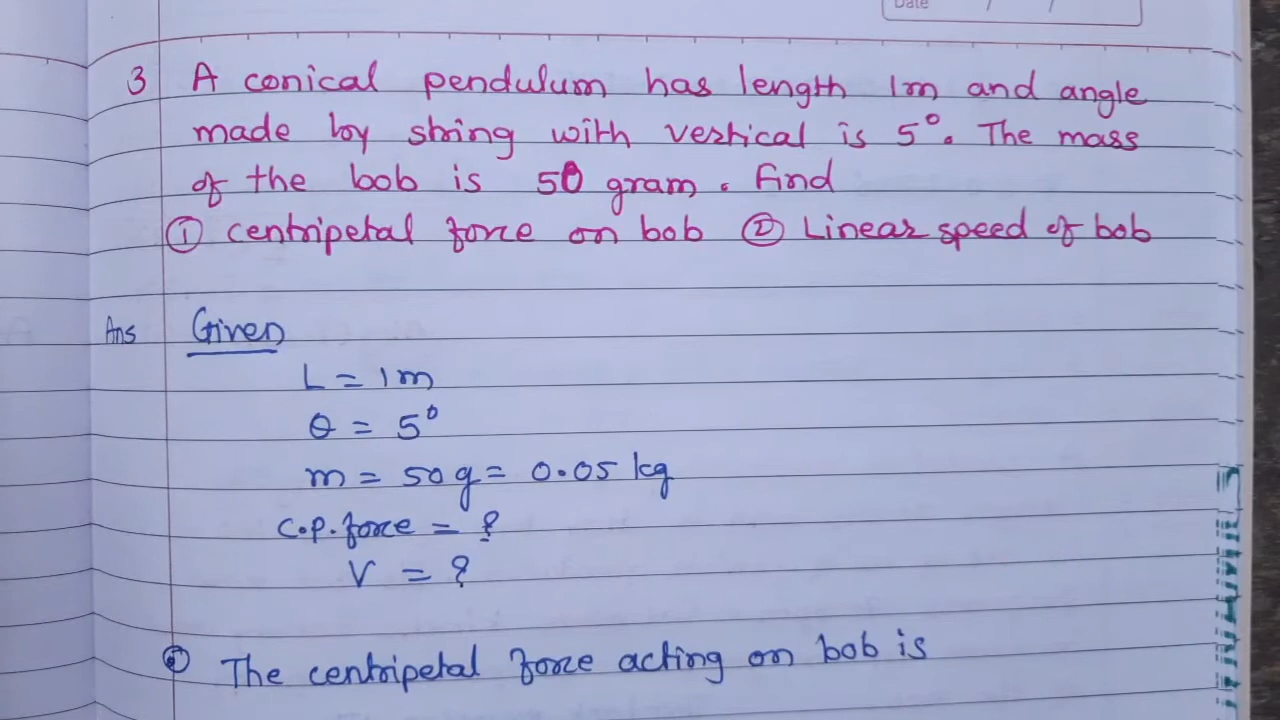 Date / /
3 A conical pendulum has length 1m and angle
made by string with vertical is 5°. The mass
of the bob is 50 gram. Find
① centripetal force on bob ② Linear speed of bob
Ans Given
L = 1m
θ = 5°
m = 50g = 0.05 kg
C.P. force = ?
V = ?
① The centripetal force acting on bob is